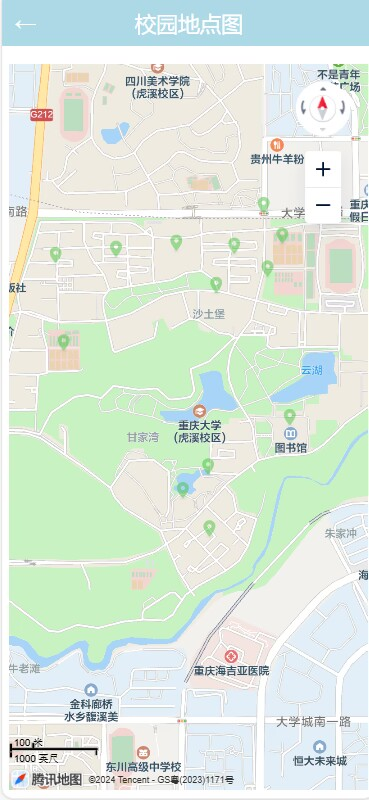 ← 校园地点图
四川美术学院
(虎溪校区)
不是青年
广场
G212
贵州牛羊粉
重庆
假日
南路
大学
道
版社
沙土堡
介
云湖
重庆大学
(虎溪校区)
甘家湾
图书馆
朱家冲
海
重庆海吉亚医院
牛老滩
金科廊桥
水乡馥溪美
大学城南一路
恒大未来城
东川高级中学校
100 米
1000 英尺
腾讯地图 ©2024 Tencent - GS粤(2023)1171号
+
−